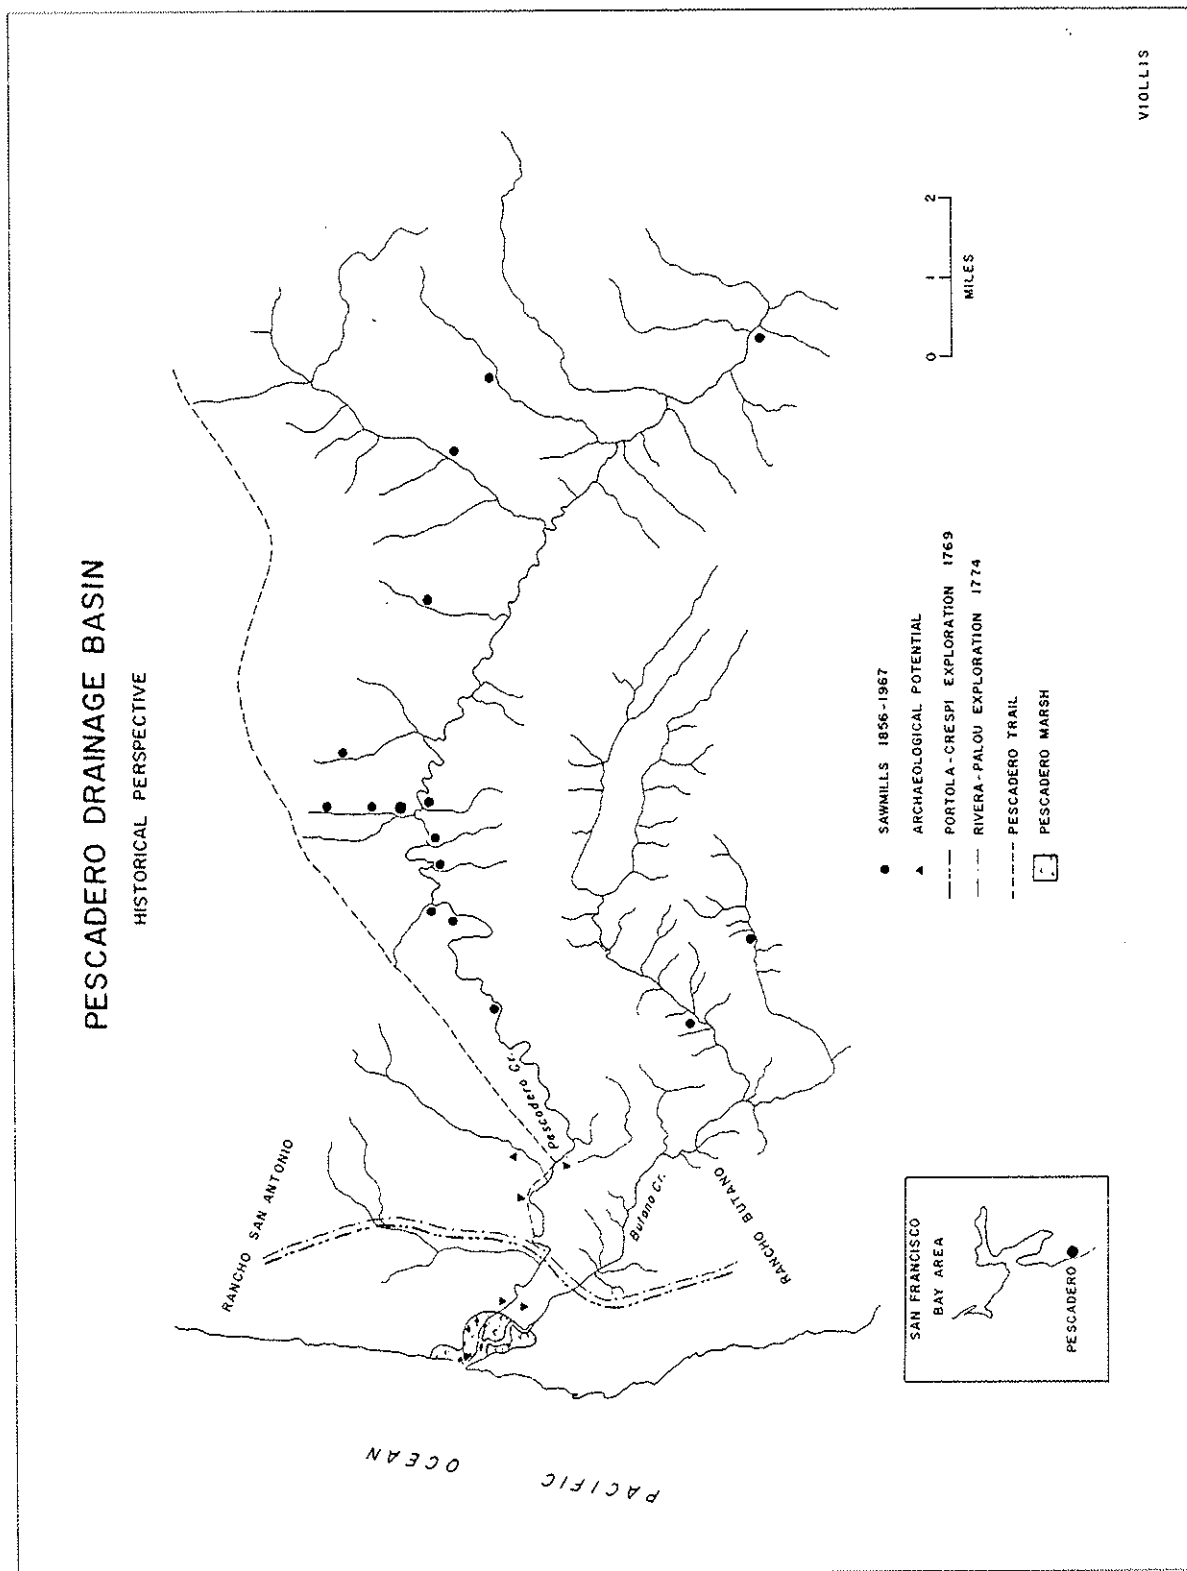 PESCADERO DRAINAGE BASIN
HISTORICAL PERSPECTIVE
RANCHO SAN ANTONIO
Pescadero Cr.
Butano Cr.
RANCHO BUTANO
PACIFIC OCEAN
SAN FRANCISCO
BAY AREA
PESCADERO
SAWMILLS 1856-1967
ARCHAEOLOGICAL POTENTIAL
PORTOLA-CRESPI EXPLORATION 1769
RIVERA-PALOU EXPLORATION 1774
PESCADERO TRAIL
PESCADERO MARSH
0 1 2
MILES
VIOLLIS